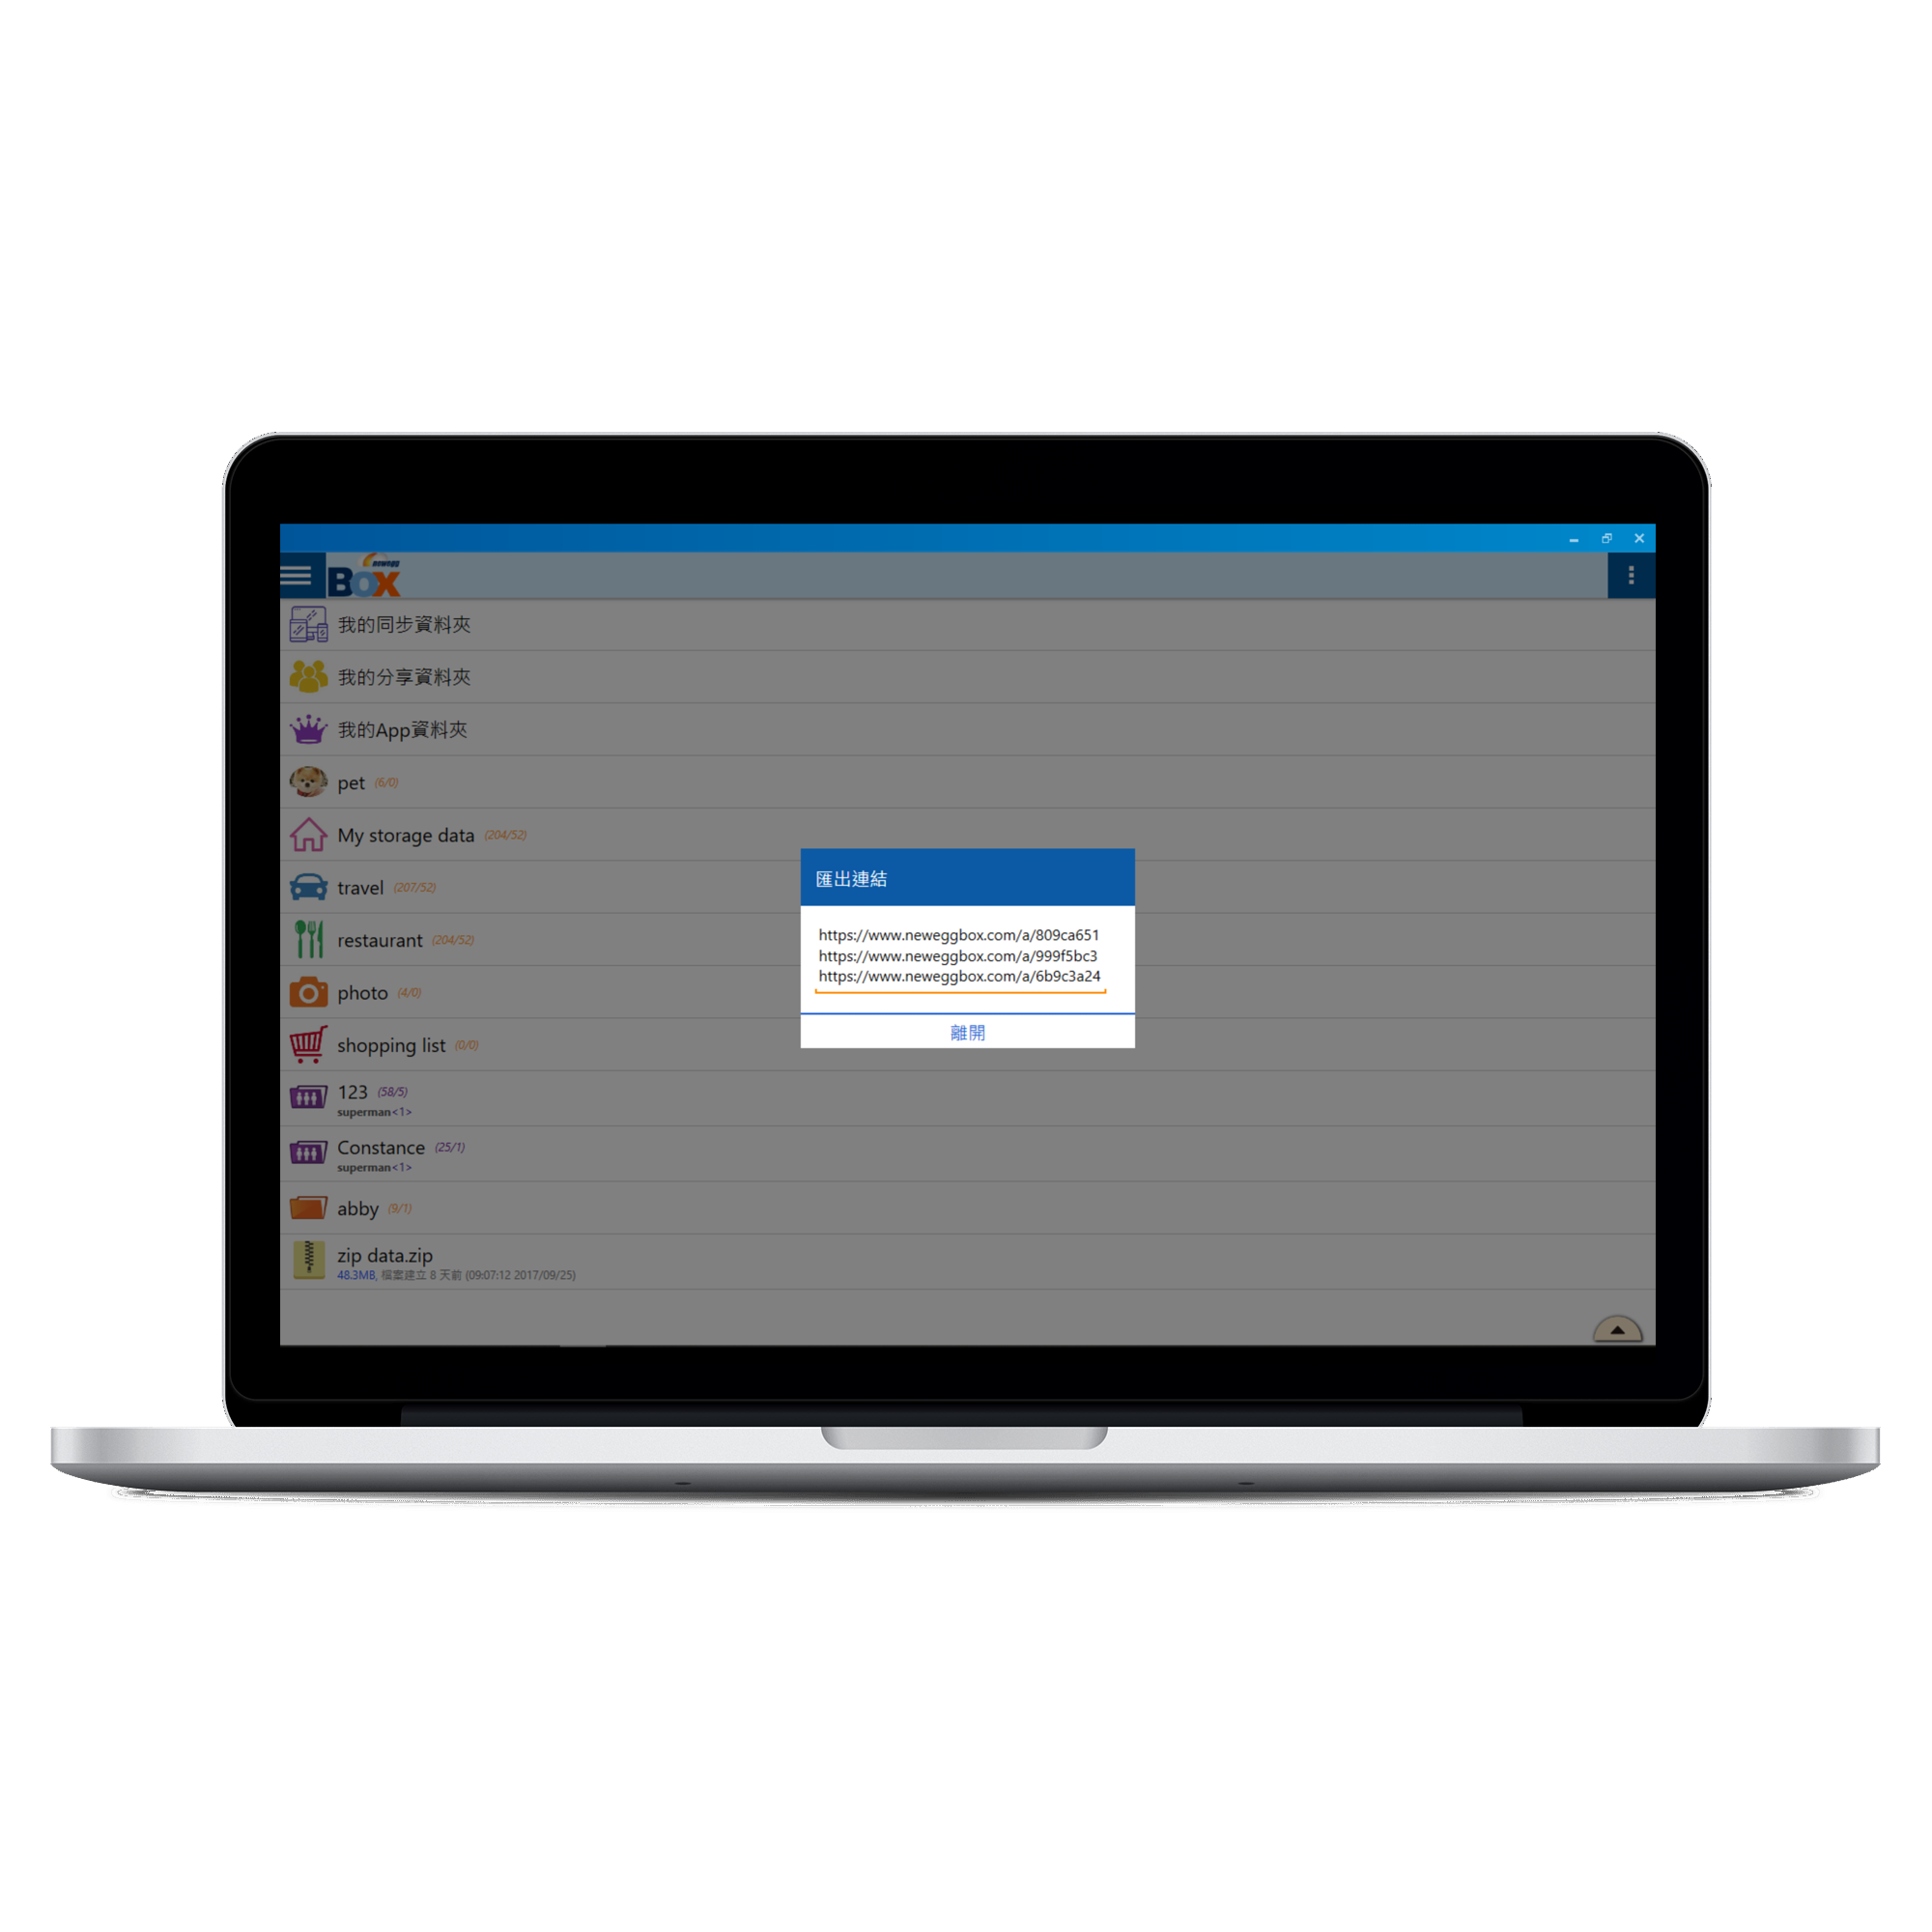 newegg
BOX
我的同步資料夾
我的分享資料夾
我的App資料夾
pet (6/0)
My storage data (204/52)
travel (207/52)
restaurant (204/52)
photo (4/0)
shopping list (0/0)
123 (58/5)
superman<1>
Constance (25/1)
superman<1>
abby (9/1)
zip data.zip
48.3MB, 檔案建立 8 天前 (09:07:12 2017/09/25)
匯出連結
https://www.neweggbox.com/a/809ca651
https://www.neweggbox.com/a/999f5bc3
https://www.neweggbox.com/a/6b9c3a24
離開